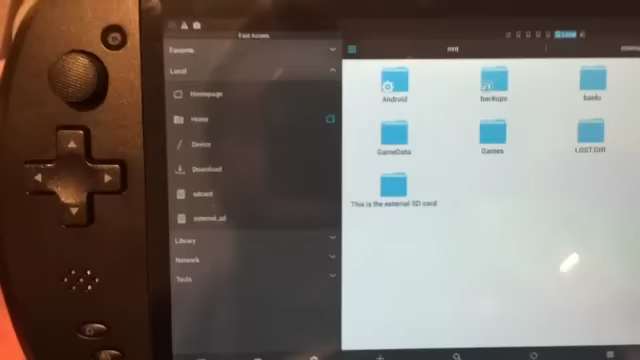 Fast Access
Favorite
Local
Homepage
Home
Device
Download
sdcard
external_sd
Library
Network
Tools
mnt
Local
Android
backups
baidu
GameData
Games
LOST.DIR
This is the external SD card